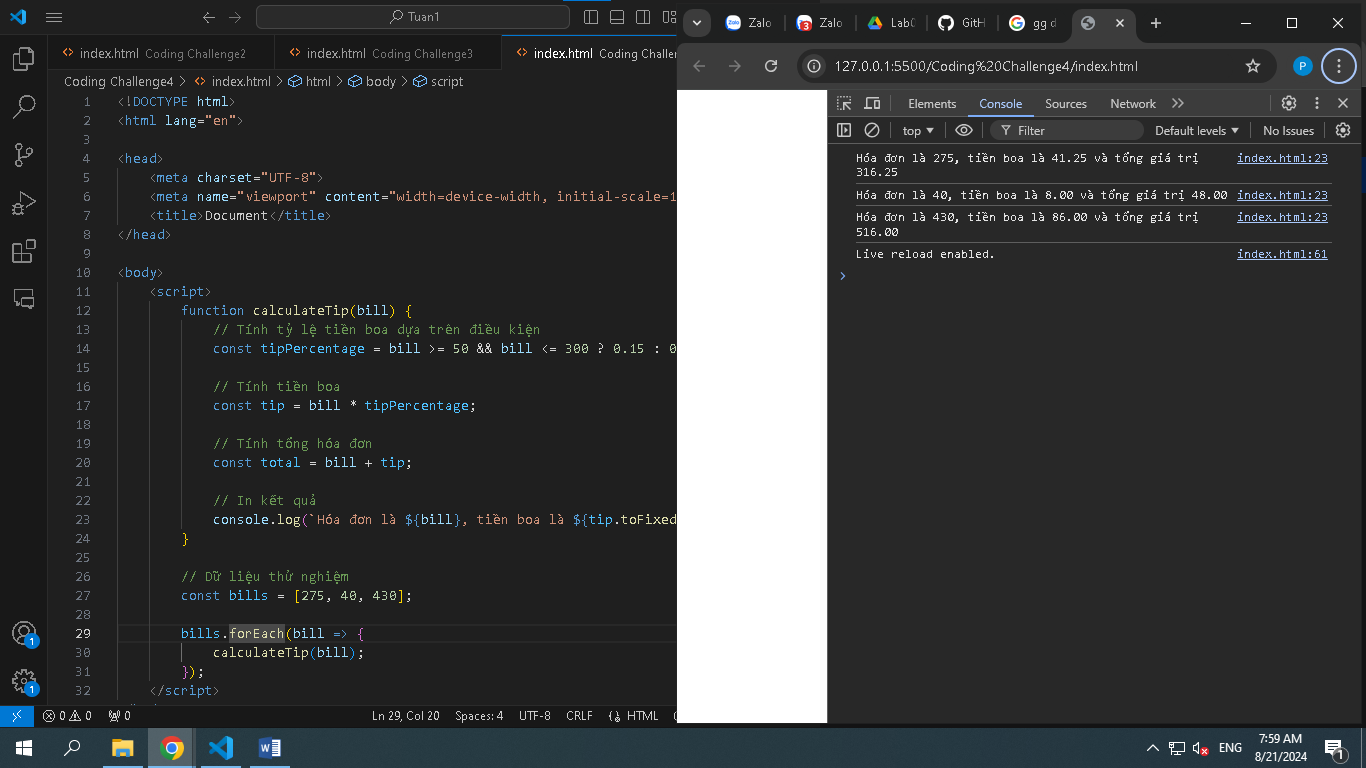 Tuan1
index.html Coding Challenge2
index.html Coding Challenge3
index.html Coding Challe
Coding Challenge4 > index.html > html > body > script
1 <!DOCTYPE html>
2 <html lang="en">
3
4 <head>
5 <meta charset="UTF-8">
6 <meta name="viewport" content="width=device-width, initial-scale=1
7 <title>Document</title>
8 </head>
9
10 <body>
11 <script>
12 function calculateTip(bill) {
13 // Tính tỷ lệ tiền boa dựa trên điều kiện
14 const tipPercentage = bill >= 50 && bill <= 300 ? 0.15 : 0
15
16 // Tính tiền boa
17 const tip = bill * tipPercentage;
18
19 // Tính tổng hóa đơn
20 const total = bill + tip;
21
22 // In kết quả
23 console.log(`Hóa đơn là ${bill}, tiền boa là ${tip.toFixed
24 }
25
26 // Dữ liệu thử nghiệm
27 const bills = [275, 40, 430];
28
29 bills.forEach(bill => {
30 calculateTip(bill);
31 });
32 </script>
1
1
0 0 0
Ln 29, Col 20 Spaces: 4 UTF-8 CRLF HTML
Zalo
Zalo
Lab0
GitH
gg d
127.0.0.1:5500/Coding%20Challenge4/index.html
P
Elements Console Sources Network
top Filter Default levels No Issues
Hóa đơn là 275, tiền boa là 41.25 và tổng giá trị index.html:23
316.25
Hóa đơn là 40, tiền boa là 8.00 và tổng giá trị 48.00 index.html:23
Hóa đơn là 430, tiền boa là 86.00 và tổng giá trị index.html:23
516.00
Live reload enabled. index.html:61
ENG
7:59 AM
8/21/2024
1